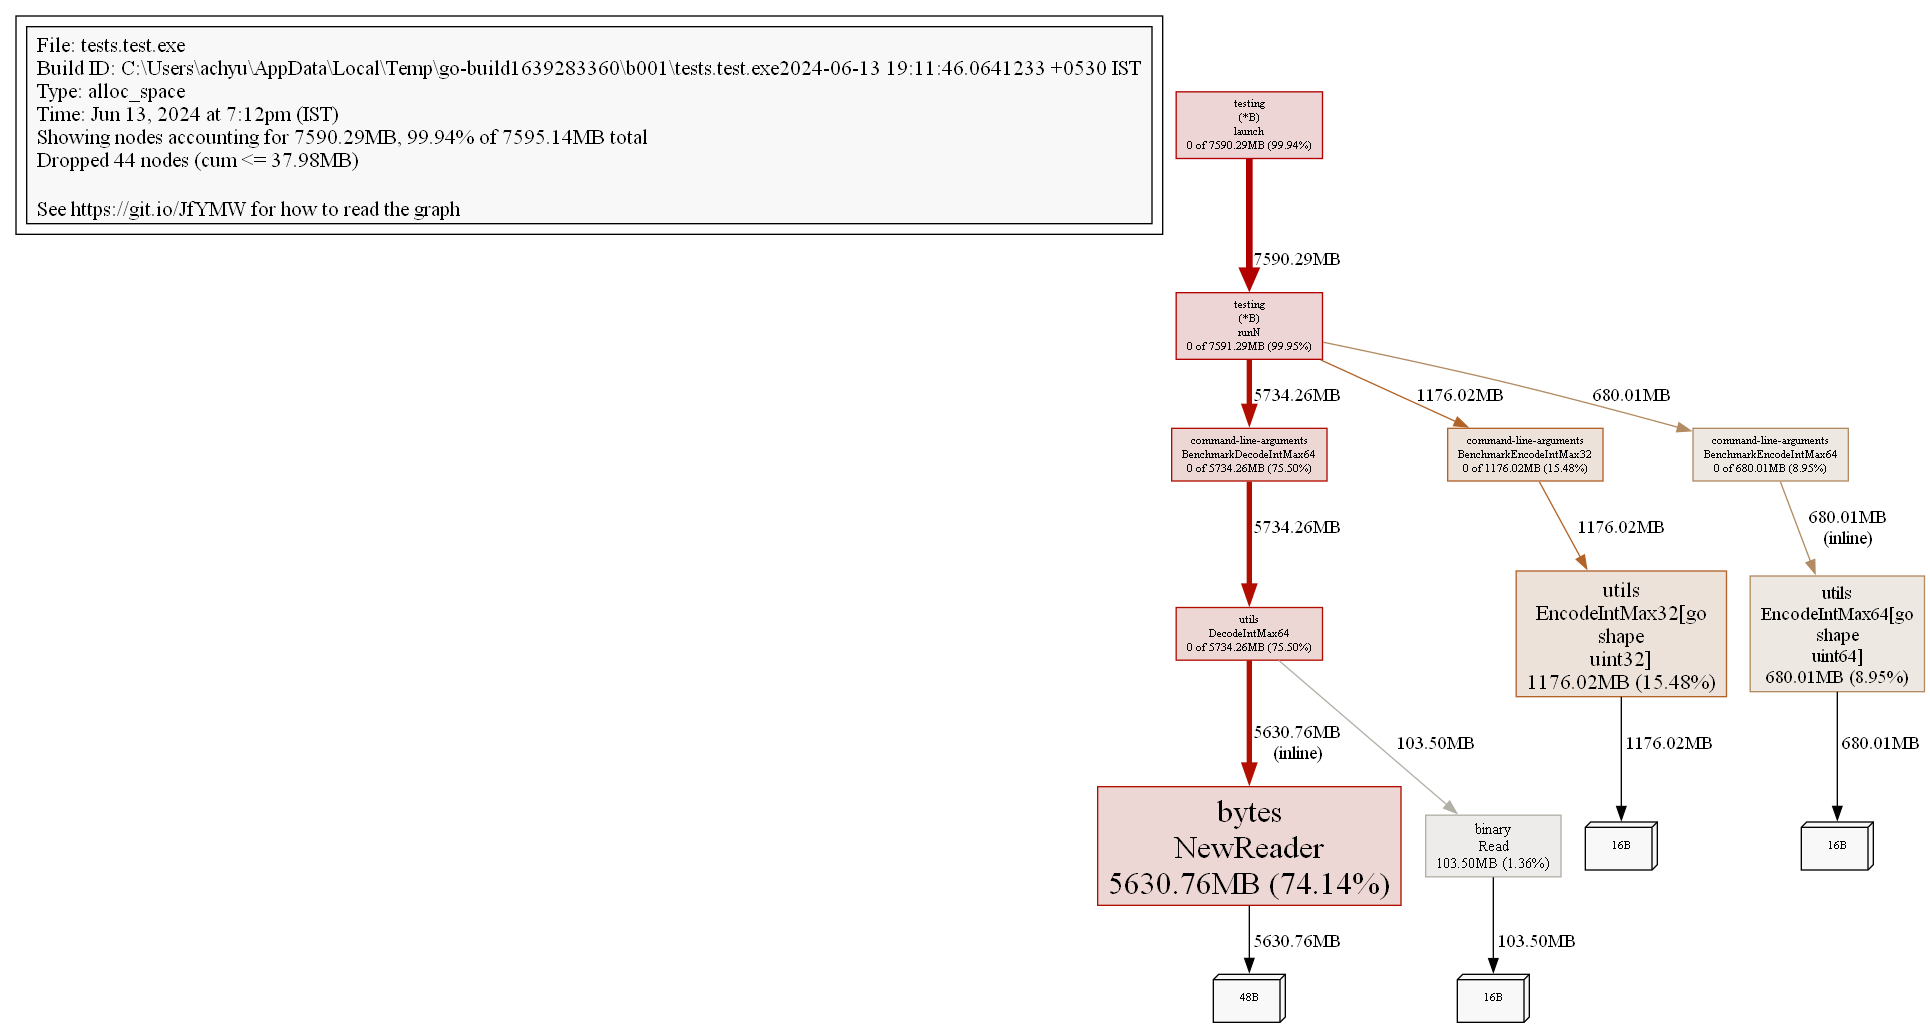 File: tests.test.exe
Build ID: C:\Users\achyu\AppData\Local\Temp\go-build1639283360\b001\tests.test.exe2024-06-13 19:11:46.0641233 +0530 IST
Type: alloc_space
Time: Jun 13, 2024 at 7:12pm (IST)
Showing nodes accounting for 7590.29MB, 99.94% of 7595.14MB total
Dropped 44 nodes (cum <= 37.98MB)
See https://git.io/JfYMW for how to read the graph
testing
(*B)
launch
0 of 7590.29MB (99.94%)
7590.29MB
testing
(*B)
runN
0 of 7591.29MB (99.95%)
5734.26MB
1176.02MB
680.01MB
command-line-arguments
BenchmarkDecodeIntMax64
0 of 5734.26MB (75.50%)
command-line-arguments
BenchmarkEncodeIntMax32
0 of 1176.02MB (15.48%)
command-line-arguments
BenchmarkEncodeIntMax64
0 of 680.01MB (8.95%)
5734.26MB
1176.02MB
680.01MB
(inline)
utils
DecodeIntMax64
0 of 5734.26MB (75.50%)
utils
EncodeIntMax32[go
shape
uint32]
1176.02MB (15.48%)
utils
EncodeIntMax64[go
shape
uint64]
680.01MB (8.95%)
5630.76MB
(inline)
103.50MB
1176.02MB
680.01MB
bytes
NewReader
5630.76MB (74.14%)
binary
Read
103.50MB (1.36%)
16B
16B
5630.76MB
103.50MB
48B
16B